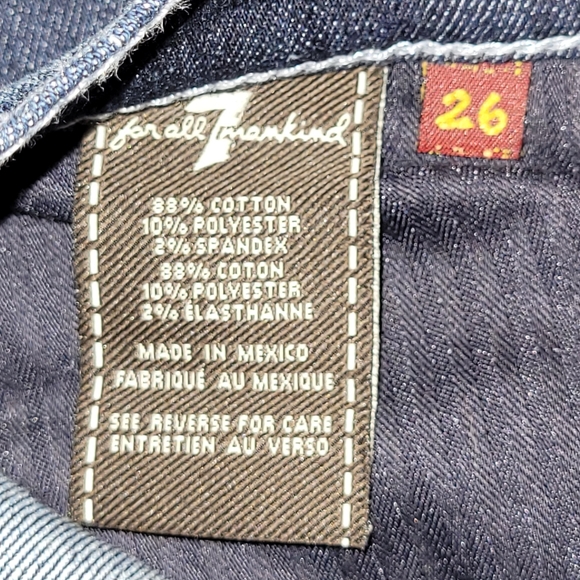 for all 7 mankind
26
88% COTTON
10% POLYESTER
2% SPANDEX
88% COTON
10% POLYESTER
2% ÉLASTHANNE
MADE IN MEXICO
FABRIQUÉ AU MEXIQUE
SEE REVERSE FOR CARE
ENTRETIEN AU VERSO